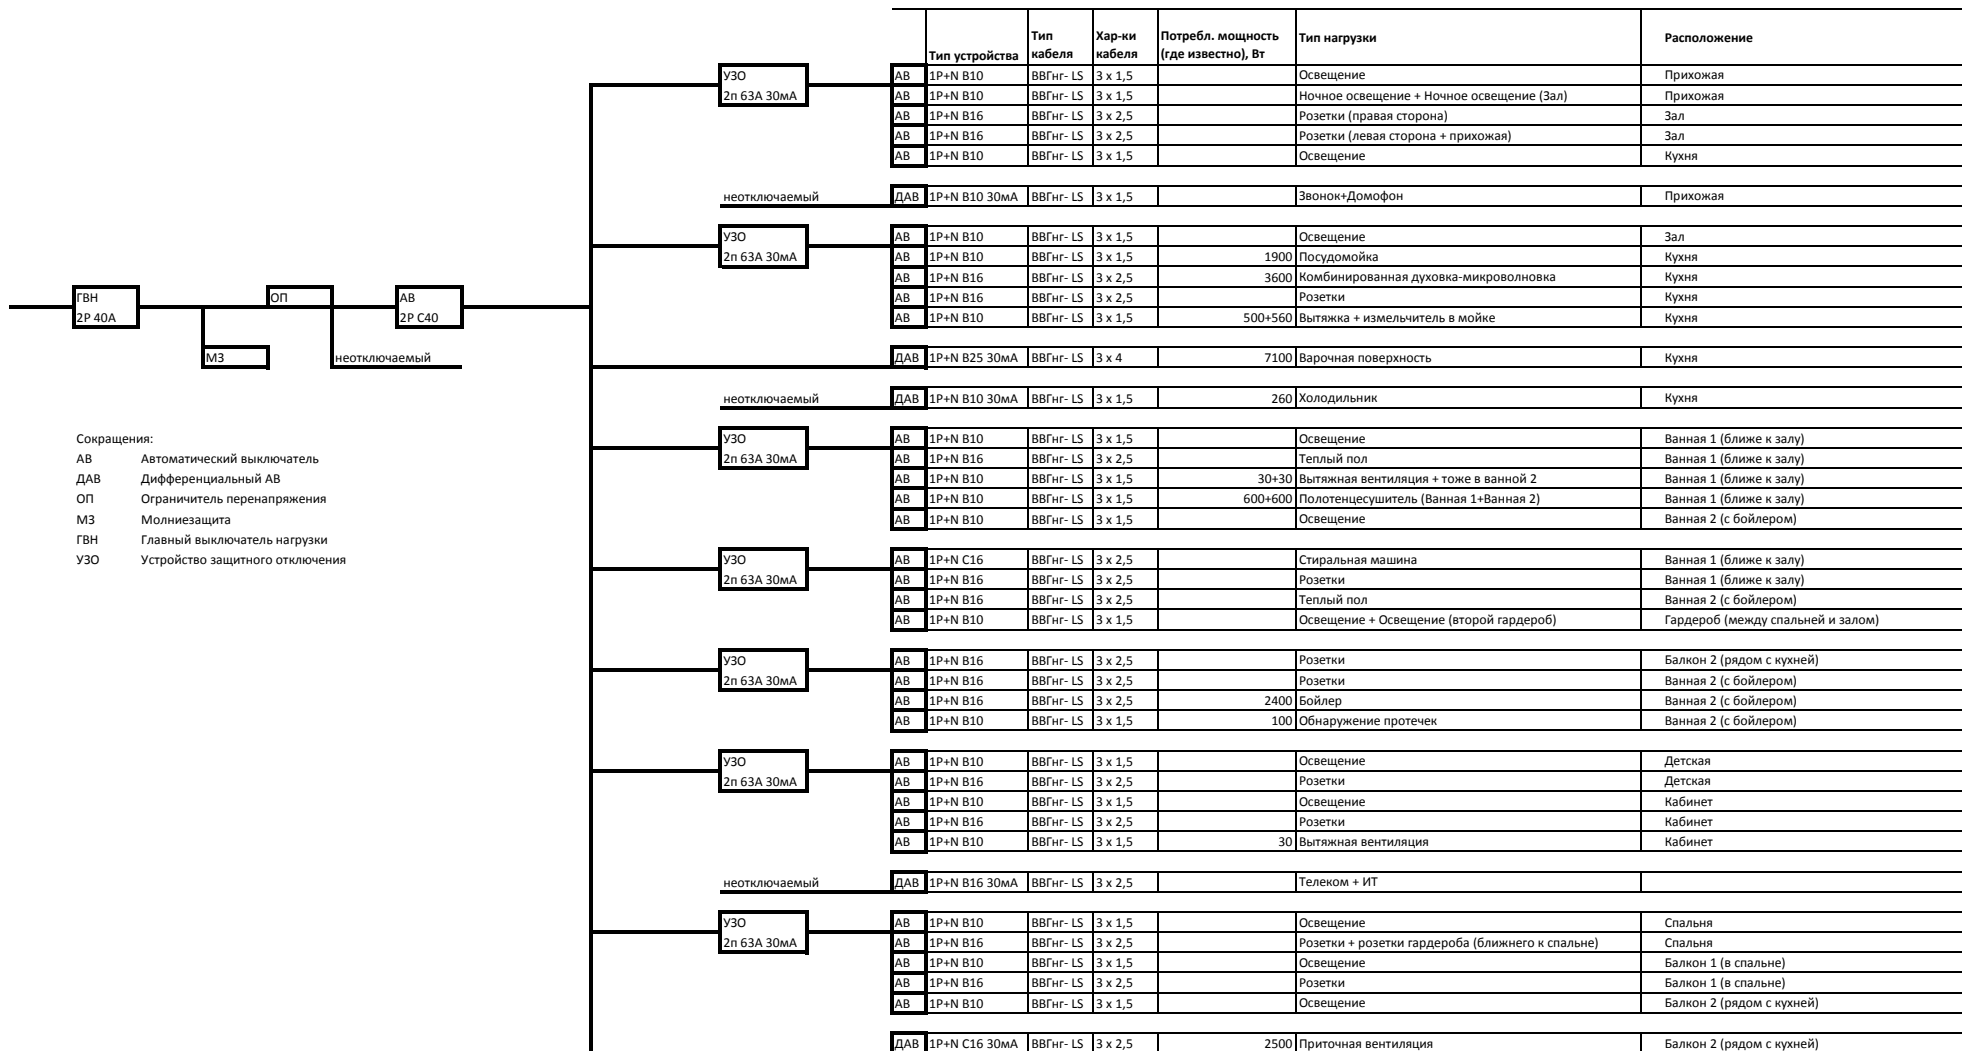 Тип устройства Тип кабеля Хар-ки кабеля Потребл. мощность (где известно), Вт Тип нагрузки Расположение
УЗО
2п 63А 30мА
АВ 1P+N B10 ВВГнг- LS 3 x 1,5 Освещение Прихожая
АВ 1P+N B10 ВВГнг- LS 3 x 1,5 Ночное освещение + Ночное освещение (Зал) Прихожая
АВ 1P+N B16 ВВГнг- LS 3 x 2,5 Розетки (правая сторона) Зал
АВ 1P+N B16 ВВГнг- LS 3 x 2,5 Розетки (левая сторона + прихожая) Зал
АВ 1P+N B10 ВВГнг- LS 3 x 1,5 Освещение Кухня
неотключаемый ДАВ 1P+N B10 30мА ВВГнг- LS 3 x 1,5 Звонок+Домофон Прихожая
УЗО
2п 63А 30мА
АВ 1P+N B10 ВВГнг- LS 3 x 1,5 Освещение Зал
АВ 1P+N B10 ВВГнг- LS 3 x 1,5 1900 Посудомойка Кухня
АВ 1P+N B16 ВВГнг- LS 3 x 2,5 3600 Комбинированная духовка-микроволновка Кухня
АВ 1P+N B16 ВВГнг- LS 3 x 2,5 Розетки Кухня
АВ 1P+N B10 ВВГнг- LS 3 x 1,5 500+560 Вытяжка + измельчитель в мойке Кухня
ГВН
2Р 40А
ОП
АВ
2Р С40
МЗ
неотключаемый
ДАВ 1P+N B25 30мА ВВГнг- LS 3 x 4 7100 Варочная поверхность Кухня
неотключаемый ДАВ 1P+N B10 30мА ВВГнг- LS 3 x 1,5 260 Холодильник Кухня
Сокращения:
АВ Автоматический выключатель
ДАВ Дифференциальный АВ
ОП Ограничитель перенапряжения
МЗ Молниезащита
ГВН Главный выключатель нагрузки
УЗО Устройство защитного отключения
УЗО
2п 63А 30мА
АВ 1P+N B10 ВВГнг- LS 3 x 1,5 Освещение Ванная 1 (ближе к залу)
АВ 1P+N B16 ВВГнг- LS 3 x 2,5 Теплый пол Ванная 1 (ближе к залу)
АВ 1P+N B10 ВВГнг- LS 3 x 1,5 30+30 Вытяжная вентиляция + тоже в ванной 2 Ванная 1 (ближе к залу)
АВ 1P+N B10 ВВГнг- LS 3 x 1,5 600+600 Полотенцесушитель (Ванная 1+Ванная 2) Ванная 1 (ближе к залу)
АВ 1P+N B10 ВВГнг- LS 3 x 1,5 Освещение Ванная 2 (с бойлером)
УЗО
2п 63А 30мА
АВ 1P+N C16 ВВГнг- LS 3 x 2,5 Стиральная машина Ванная 1 (ближе к залу)
АВ 1P+N B16 ВВГнг- LS 3 x 2,5 Розетки Ванная 1 (ближе к залу)
АВ 1P+N B16 ВВГнг- LS 3 x 2,5 Теплый пол Ванная 2 (с бойлером)
АВ 1P+N B10 ВВГнг- LS 3 x 1,5 Освещение + Освещение (второй гардероб) Гардероб (между спальней и залом)
УЗО
2п 63А 30мА
АВ 1P+N B16 ВВГнг- LS 3 x 2,5 Розетки Балкон 2 (рядом с кухней)
АВ 1P+N B16 ВВГнг- LS 3 x 2,5 Розетки Ванная 2 (с бойлером)
АВ 1P+N B16 ВВГнг- LS 3 x 2,5 2400 Бойлер Ванная 2 (с бойлером)
АВ 1P+N B10 ВВГнг- LS 3 x 1,5 100 Обнаружение протечек Ванная 2 (с бойлером)
УЗО
2п 63А 30мА
АВ 1P+N B10 ВВГнг- LS 3 x 1,5 Освещение Детская
АВ 1P+N B16 ВВГнг- LS 3 x 2,5 Розетки Детская
АВ 1P+N B10 ВВГнг- LS 3 x 1,5 Освещение Кабинет
АВ 1P+N B16 ВВГнг- LS 3 x 2,5 Розетки Кабинет
АВ 1P+N B10 ВВГнг- LS 3 x 1,5 30 Вытяжная вентиляция Кабинет
неотключаемый ДАВ 1P+N B16 30мА ВВГнг- LS 3 x 2,5 Телеком + ИТ
УЗО
2п 63А 30мА
АВ 1P+N B10 ВВГнг- LS 3 x 1,5 Освещение Спальня
АВ 1P+N B16 ВВГнг- LS 3 x 2,5 Розетки + розетки гардероба (ближнего к спальне) Спальня
АВ 1P+N B10 ВВГнг- LS 3 x 1,5 Освещение Балкон 1 (в спальне)
АВ 1P+N B16 ВВГнг- LS 3 x 2,5 Розетки Балкон 1 (в спальне)
АВ 1P+N B10 ВВГнг- LS 3 x 1,5 Освещение Балкон 2 (рядом с кухней)
ДАВ 1P+N C16 30мА ВВГнг- LS 3 x 2,5 2500 Приточная вентиляция Балкон 2 (рядом с кухней)